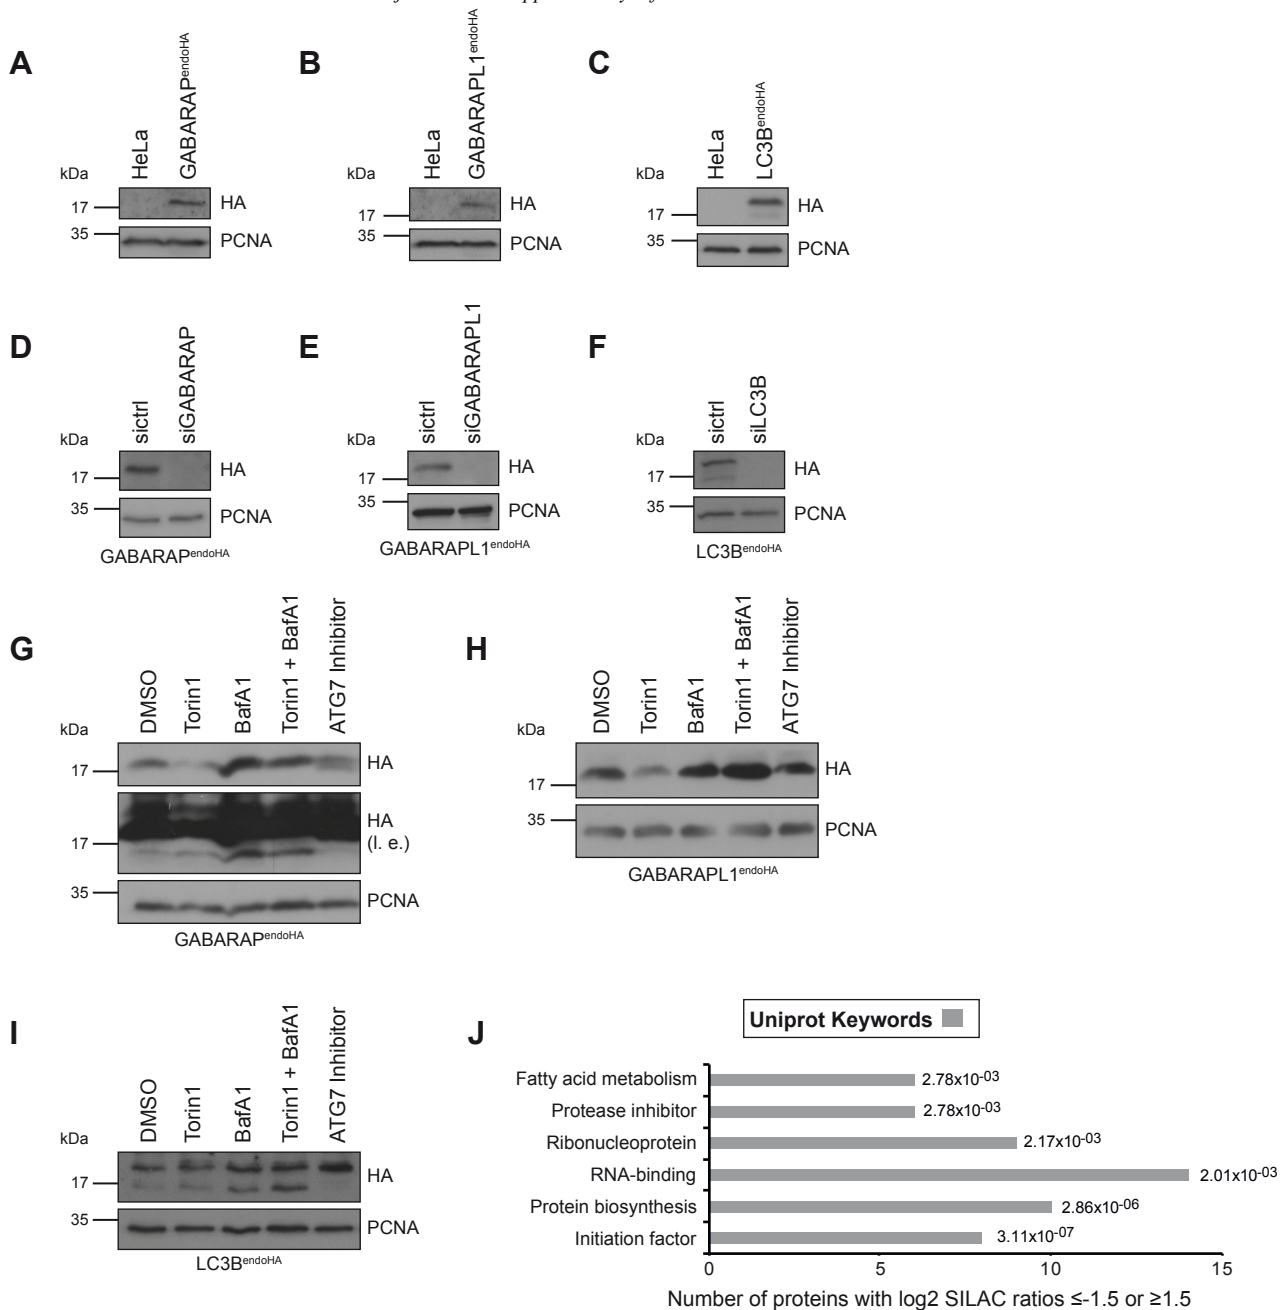 A
HeLa
GABARAPendoHA
kDa
17
HA
35
PCNA
B
HeLa
GABARAPL1endoHA
kDa
17
HA
35
PCNA
C
HeLa
LC3BendoHA
kDa
17
HA
35
PCNA
D
sictrl
siGABARAP
kDa
17
HA
35
PCNA
GABARAPendoHA
E
sictrl
siGABARAPL1
kDa
17
HA
35
PCNA
GABARAPL1endoHA
F
sictrl
siLC3B
kDa
17
HA
35
PCNA
LC3BendoHA
G
DMSO
Torin1
BafA1
Torin1 + BafA1
ATG7 Inhibitor
kDa
17
HA
17
HA
(l. e.)
35
PCNA
GABARAPendoHA
H
DMSO
Torin1
BafA1
Torin1 + BafA1
ATG7 Inhibitor
kDa
17
HA
35
PCNA
GABARAPL1endoHA
I
DMSO
Torin1
BafA1
Torin1 + BafA1
ATG7 Inhibitor
kDa
17
HA
35
PCNA
LC3BendoHA
J
Uniprot Keywords
Fatty acid metabolism 2.78x10-03
Protease inhibitor 2.78x10-03
Ribonucleoprotein 2.17x10-03
RNA-binding 2.01x10-03
Protein biosynthesis 2.86x10-06
Initiation factor 3.11x10-07
0 5 10 15
Number of proteins with log2 SILAC ratios ≤-1.5 or ≥1.5